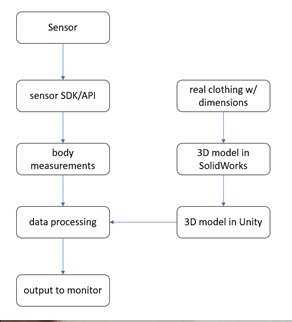 Sensor
sensor SDK/API
real clothing w/
dimensions
body
measurements
3D model in
SolidWorks
data processing
3D model in Unity
output to monitor